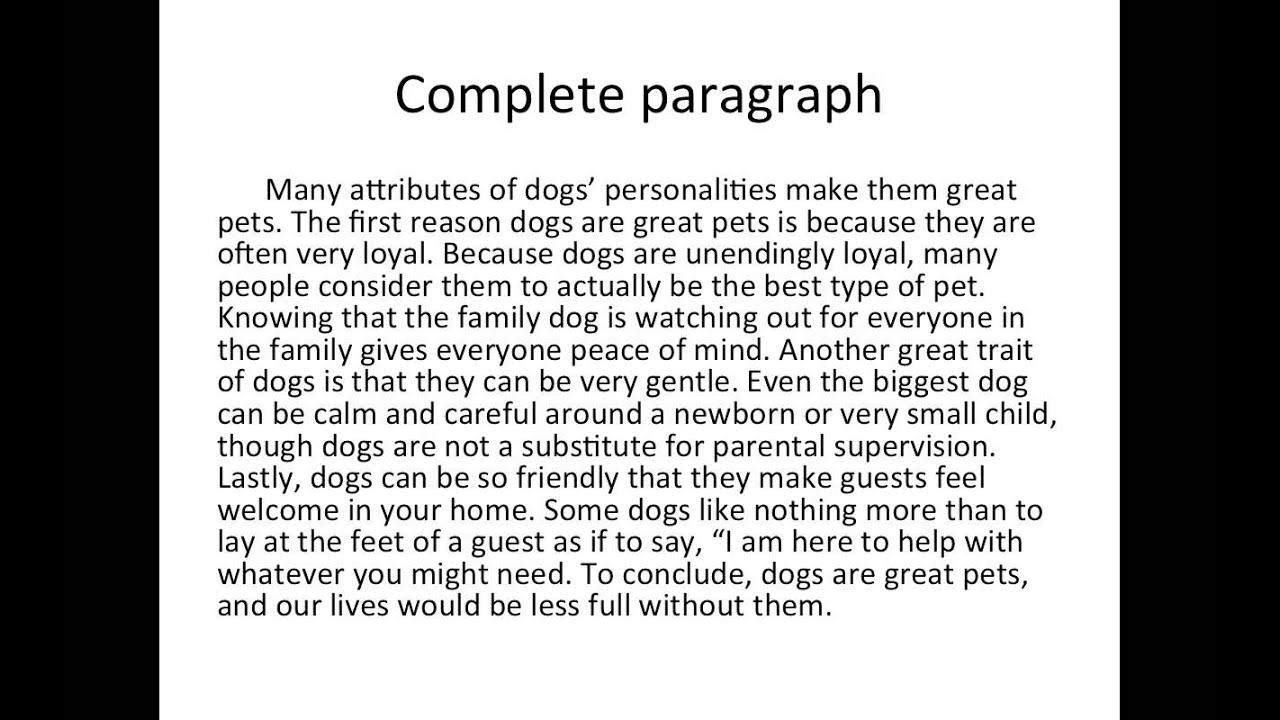 Complete paragraph
Many attributes of dogs’ personalities make them great
pets. The first reason dogs are great pets is because they are
often very loyal. Because dogs are unendingly loyal, many
people consider them to actually be the best type of pet.
Knowing that the family dog is watching out for everyone in
the family gives everyone peace of mind. Another great trait
of dogs is that they can be very gentle. Even the biggest dog
can be calm and careful around a newborn or very small child,
though dogs are not a substitute for parental supervision.
Lastly, dogs can be so friendly that they make guests feel
welcome in your home. Some dogs like nothing more than to
lay at the feet of a guest as if to say, “I am here to help with
whatever you might need. To conclude, dogs are great pets,
and our lives would be less full without them.